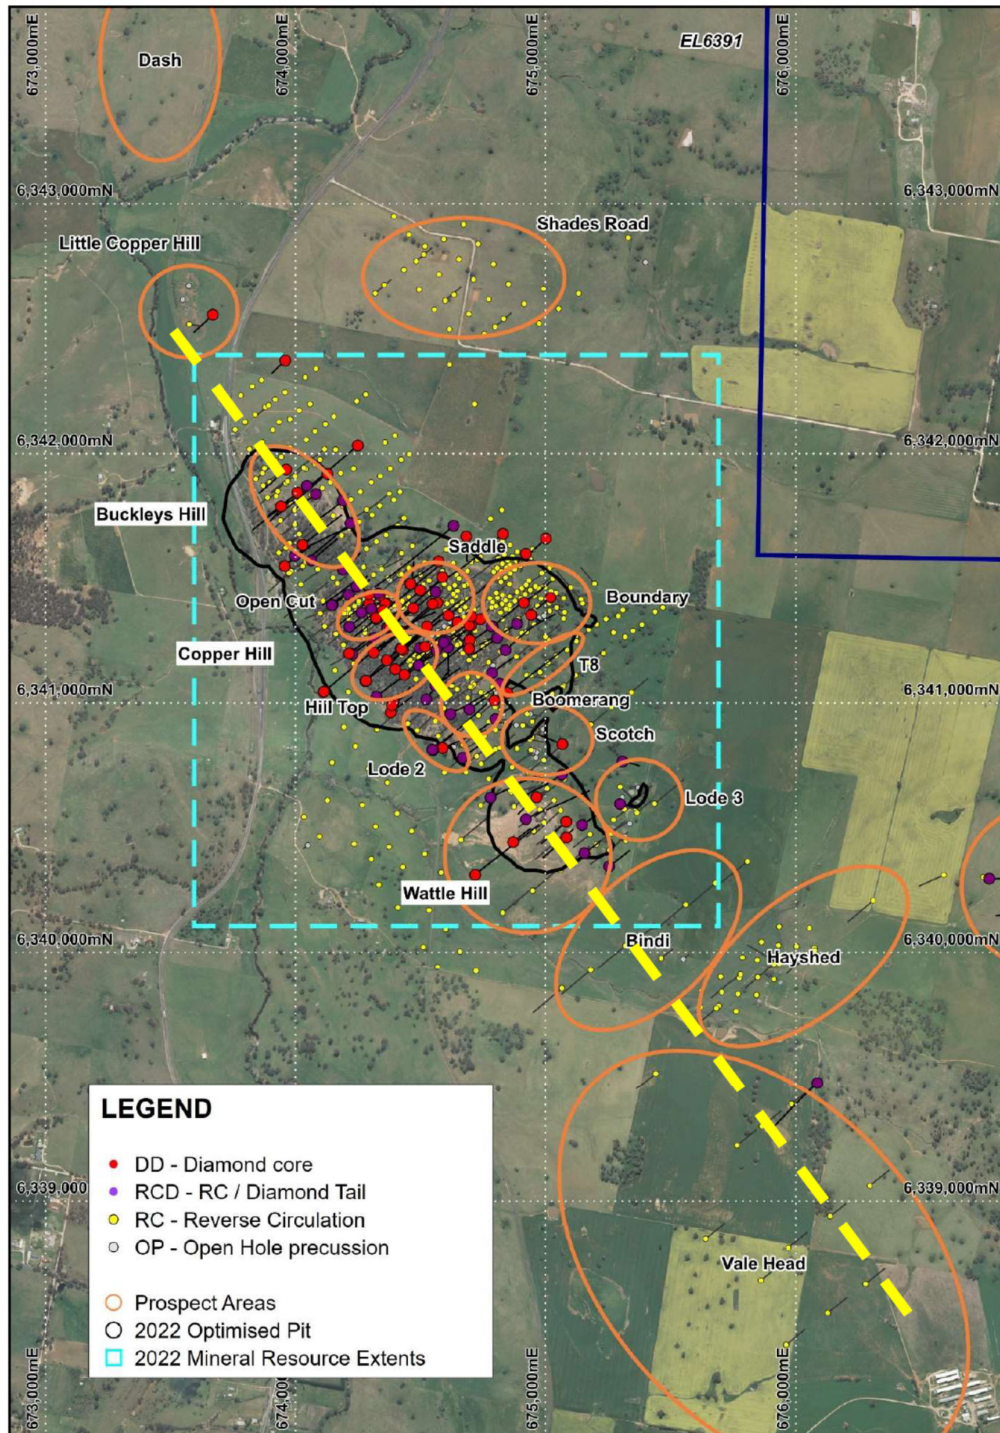 673,000mE
674,000mE
675,000mE
676,000mE
EL6391
Dash
6,343,000mN
6,343,000mN
Shades Road
Little Copper Hill
6,342,000mN
6,342,000mN
Buckleys Hill
Saddle
Open Cut
Boundary
Copper Hill
T8
6,341,000mN
6,341,000mN
Hill Top
Boomerang
Scotch
Lode 2
Lode 3
Wattle Hill
6,340,000mN
Bindi
Hayshed
6,340,000mN
LEGEND
DD - Diamond core
RCD - RC / Diamond Tail
RC - Reverse Circulation
OP - Open Hole precussion
Prospect Areas
2022 Optimised Pit
2022 Mineral Resource Extents
6,339,000mN
6,339,000mN
Vale Head
673,000mE
674,000mE
675,000mE
676,000mE